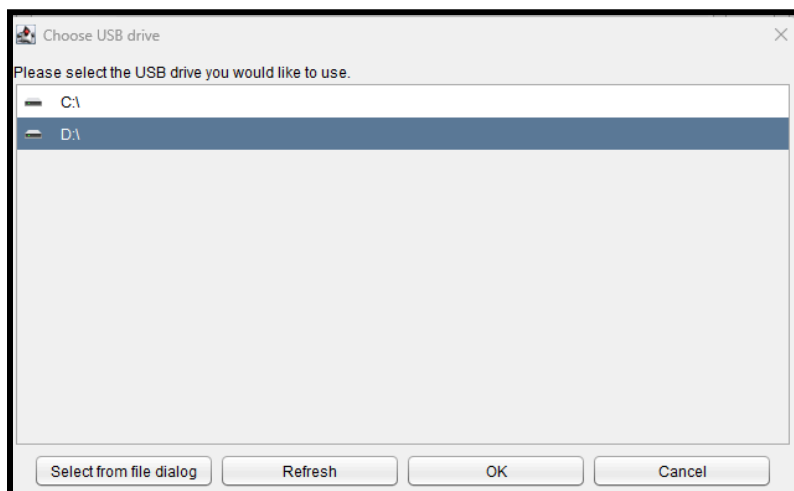 Choose USB drive
Please select the USB drive you would like to use.
C:\
D:\
Select from file dialog Refresh OK Cancel